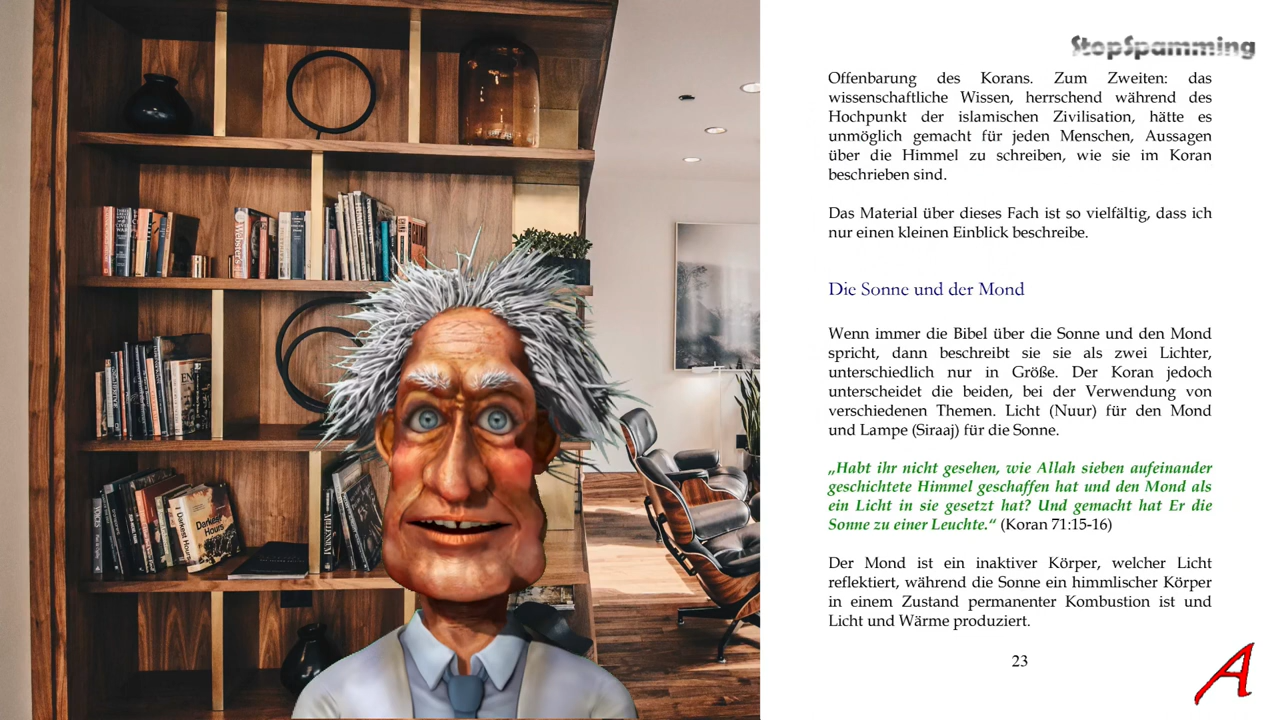 StopSpamming
Offenbarung des Korans. Zum Zweiten: das
wissenschaftliche Wissen, herrschend während des
Hochpunkt der islamischen Zivilisation, hätte es
unmöglich gemacht für jeden Menschen, Aussagen
über die Himmel zu schreiben, wie sie im Koran
beschrieben sind.
Das Material über dieses Fach ist so vielfältig, dass ich
nur einen kleinen Einblick beschreibe.
Die Sonne und der Mond
Wenn immer die Bibel über die Sonne und den Mond
spricht, dann beschreibt sie sie als zwei Lichter,
unterschiedlich nur in Größe. Der Koran jedoch
unterscheidet die beiden, bei der Verwendung von
verschiedenen Themen. Licht (Nuur) für den Mond
und Lampe (Siraaj) für die Sonne.
„Habt ihr nicht gesehen, wie Allah sieben aufeinander
geschichtete Himmel geschaffen hat und den Mond als
ein Licht in sie gesetzt hat? Und gemacht hat Er die
Sonne zu einer Leuchte.“ (Koran 71:15-16)
Der Mond ist ein inaktiver Körper, welcher Licht
reflektiert, während die Sonne ein himmlischer Körper
in einem Zustand permanenter Kombustion ist und
Licht und Wärme produziert.
23
A
Darkest
Hours